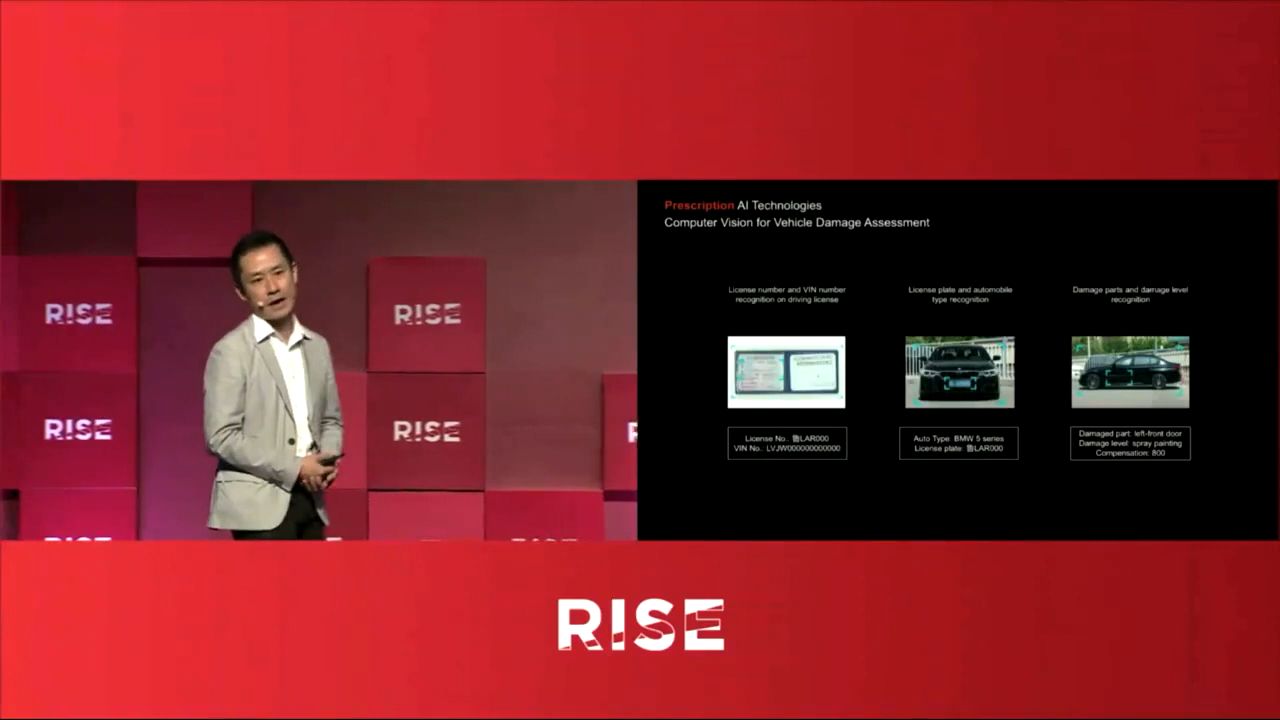 RISE
RISE
RISE
RISE
Prescription AI Technologies
Computer Vision for Vehicle Damage Assessment
License number and VIN number
recognition on driving license
License plate and automobile
type recognition
Damage parts and damage level
recognition
License No.: 鲁LAR000
VIN No.: LVJW000000000000
Auto Type: BMW 5 series
License plate: 鲁LAR000
Damaged part: left-front door
Damage level: spray painting
Compensation: 800
RISE